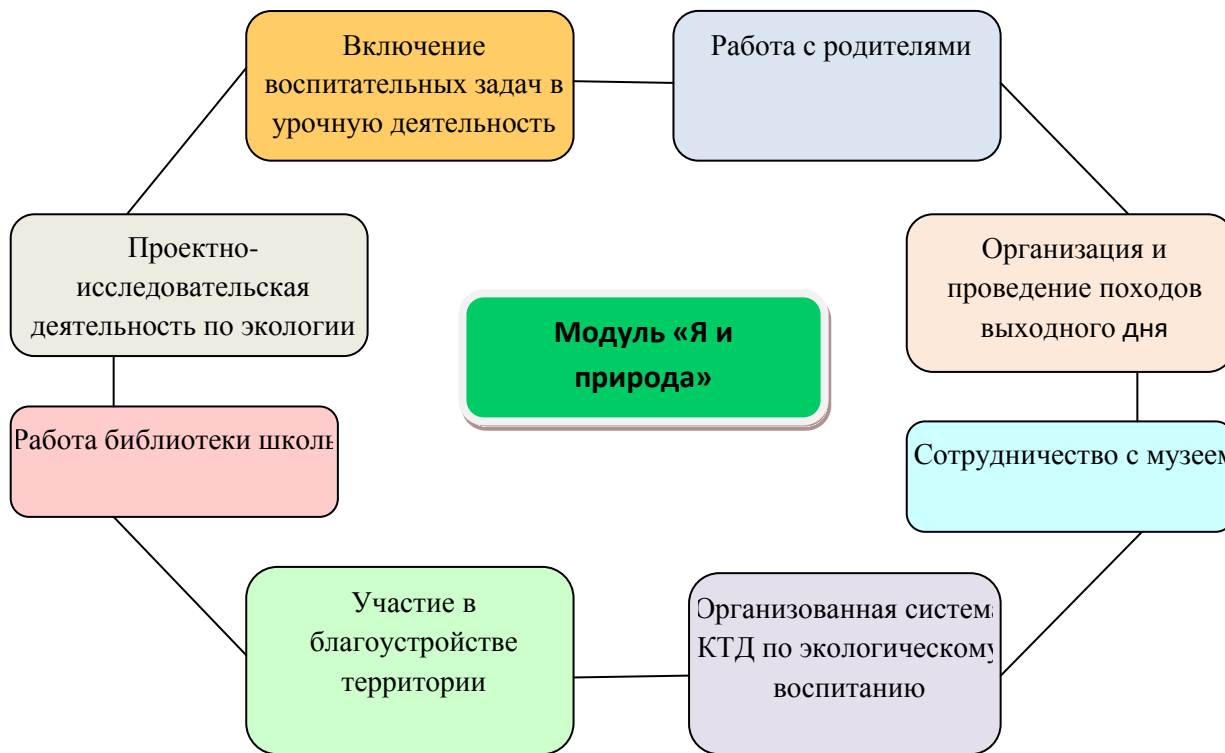 Включение
воспитательных задач в
урочную деятельность
Работа с родителями
Проектно-
исследовательская
деятельность по экологии
Организация и
проведение походов
выходного дня
Модуль «Я и
природа»
Работа библиотеки школы
Сотрудничество с музеем
Участие в
благоустройстве
территории
Организованная система
КТД по экологическому
воспитанию